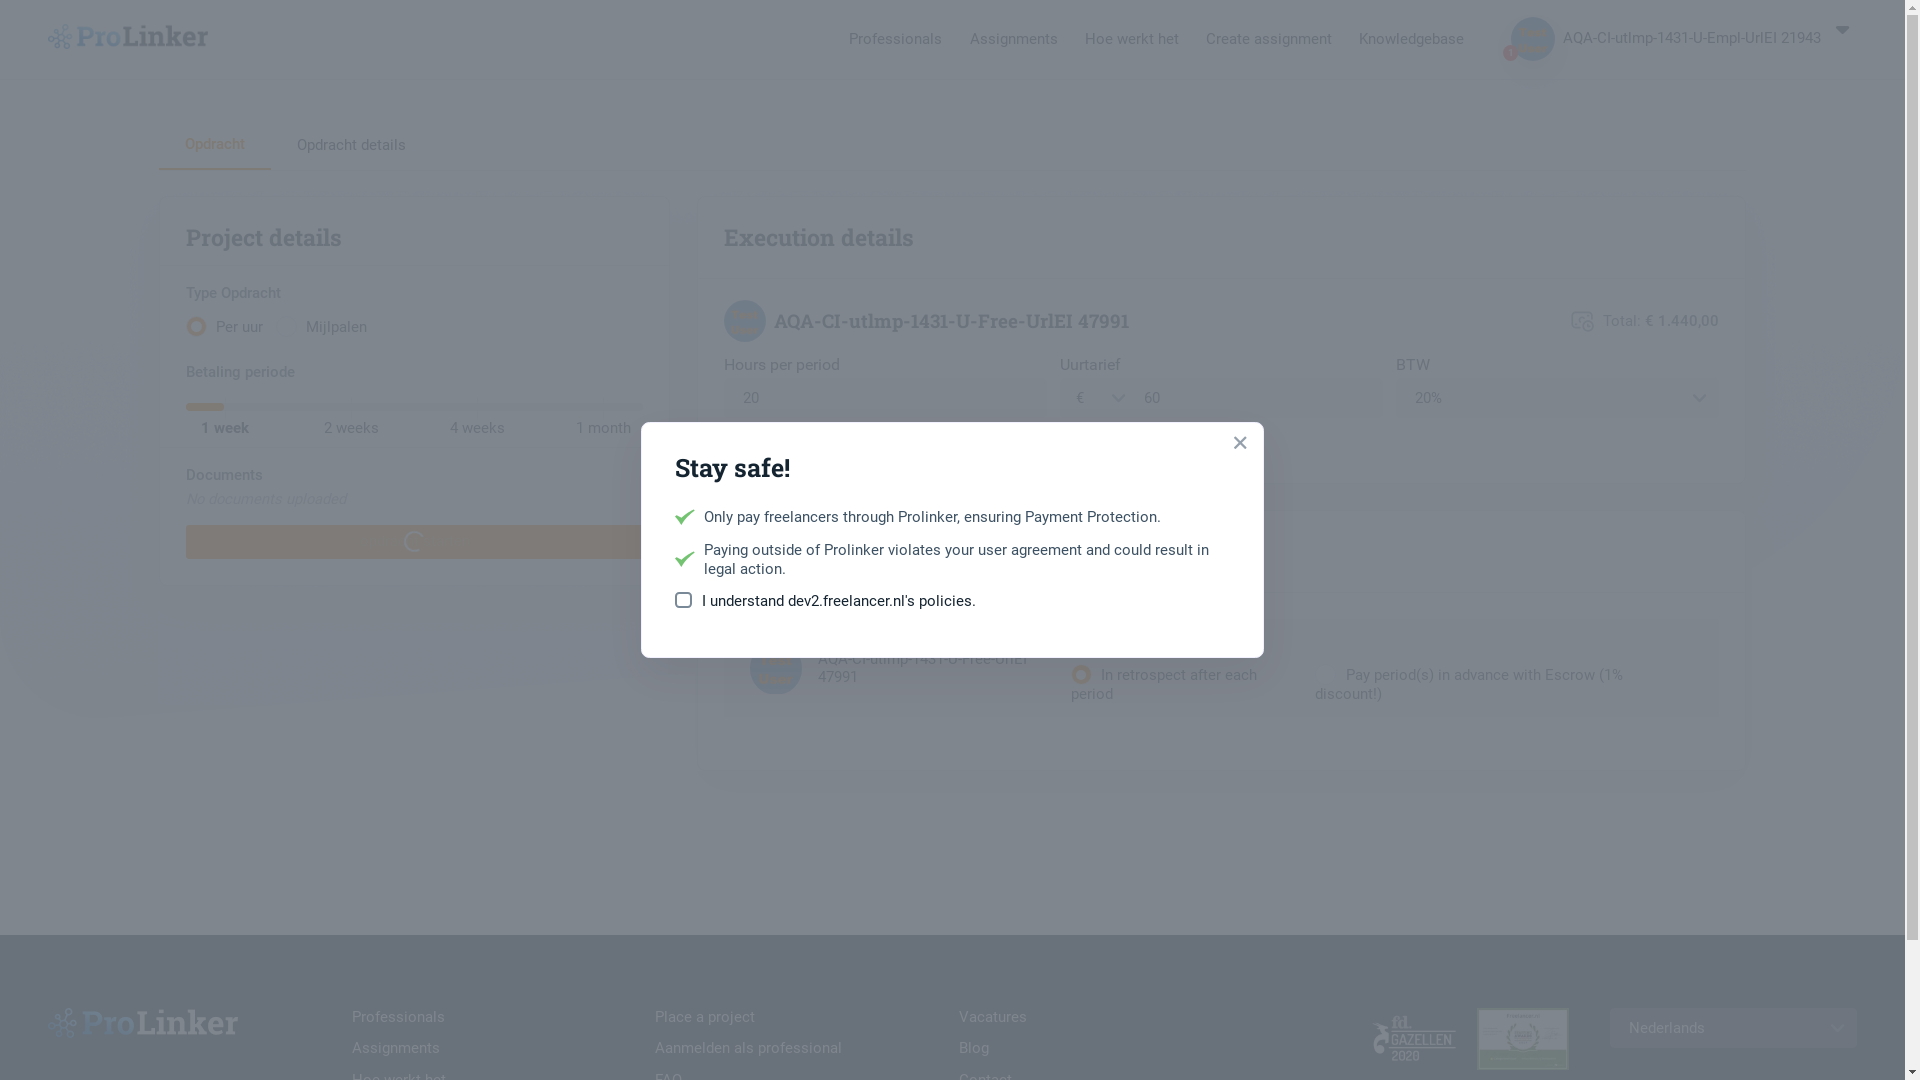 ProLinker
Professionals
Assignments
Hoe werkt het
Create assignment
Knowledgebase
1
AQA-CI-utlmp-1431-U-Empl-UrlEI 21943
Opdracht
Opdracht details
Project details
Type Opdracht
Per uur
Mijlpalen
Betaling periode
1 week
2 weeks
4 weeks
1 month
Documents
No documents uploaded
Execution details
AQA-CI-utlmp-1431-U-Free-UrlEI 47991
Total: € 1.440,00
Hours per period
Uurtarief
BTW
20
€
60
20%
Stay safe!
Only pay freelancers through Prolinker, ensuring Payment Protection.
Paying outside of Prolinker violates your user agreement and could result in
legal action.
I understand dev2.freelancer.nl's policies.
AQA-CI-utlmp-1431-U-Free-UrlEI
47991
In retrospect after each
period
Pay period(s) in advance with Escrow (1%
discount!)
ProLinker
Professionals
Assignments
Hoe werkt het
Place a project
Aanmelden als professional
FAQ
Vacatures
Blog
Contact
fd.
GAZELLEN
2020
Nederlands